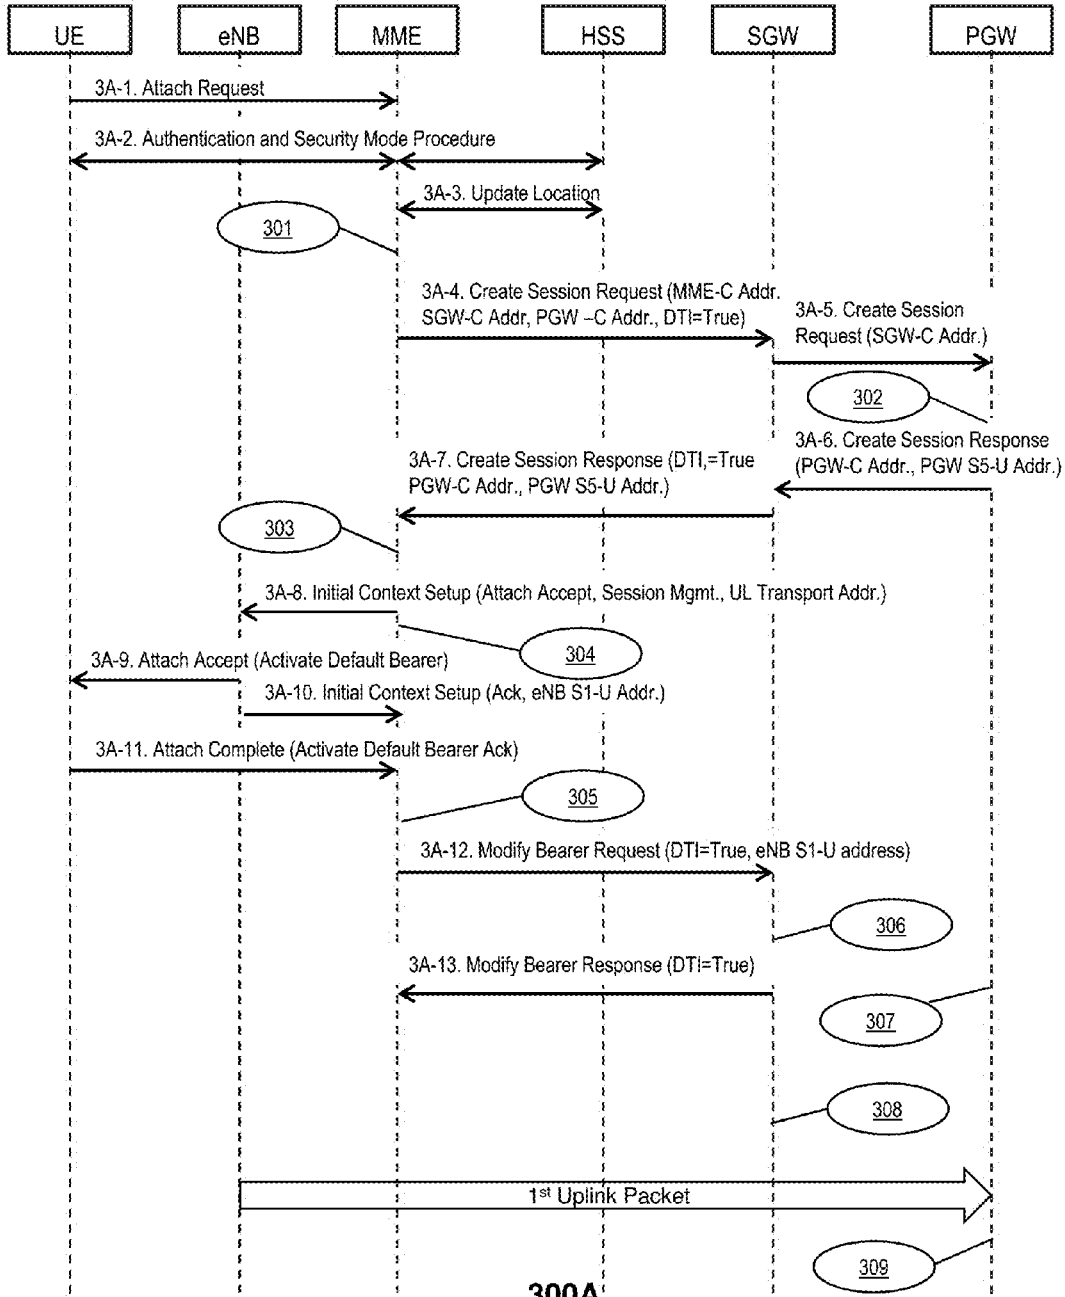 UE eNB MME HSS SGW PGW
3A-1. Attach Request
3A-2. Authentication and Security Mode Procedure
3A-3. Update Location
301
3A-4. Create Session Request (MME-C Addr.
SGW-C Addr, PGW –C Addr., DTI=True)
3A-5. Create Session
Request (SGW-C Addr.)
302
3A-6. Create Session Response
(PGW-C Addr., PGW S5-U Addr.)
3A-7. Create Session Response (DTI,=True
PGW-C Addr., PGW S5-U Addr.)
303
3A-8. Initial Context Setup (Attach Accept, Session Mgmt., UL Transport Addr.)
304
3A-9. Attach Accept (Activate Default Bearer)
3A-10. Initial Context Setup (Ack, eNB S1-U Addr.)
3A-11. Attach Complete (Activate Default Bearer Ack)
305
3A-12. Modify Bearer Request (DTI=True, eNB S1-U address)
306
3A-13. Modify Bearer Response (DTI=True)
307
308
1st Uplink Packet
309
300A